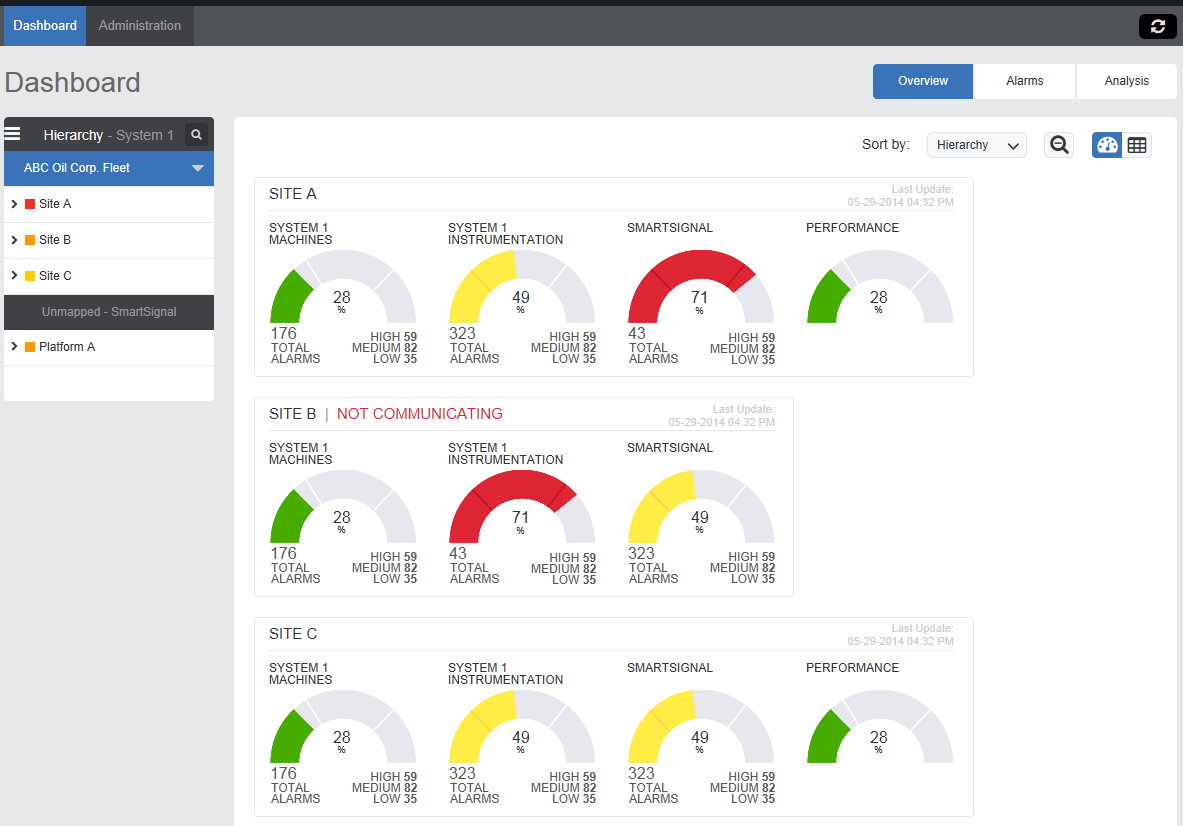 Dashboard
Administration
Dashboard
Overview
Alarms
Analysis
Hierarchy - System 1
ABC Oil Corp. Fleet
Site A
Site B
Site C
Unmapped - SmartSignal
Platform A
Sort by:
Hierarchy
SITE A
Last Update:
05-29-2014 04:32 PM
SYSTEM 1
MACHINES
28
%
176
TOTAL
ALARMS
HIGH 59
MEDIUM 82
LOW 35
SYSTEM 1
INSTRUMENTATION
49
%
323
TOTAL
ALARMS
HIGH 59
MEDIUM 82
LOW 35
SMARTSIGNAL
71
%
43
TOTAL
ALARMS
HIGH 59
MEDIUM 82
LOW 35
PERFORMANCE
28
%
SITE B | NOT COMMUNICATING
Last Update:
05-29-2014 04:32 PM
SYSTEM 1
MACHINES
28
%
176
TOTAL
ALARMS
HIGH 59
MEDIUM 82
LOW 35
SYSTEM 1
INSTRUMENTATION
71
%
43
TOTAL
ALARMS
HIGH 59
MEDIUM 82
LOW 35
SMARTSIGNAL
49
%
323
TOTAL
ALARMS
HIGH 59
MEDIUM 82
LOW 35
SITE C
Last Update:
05-29-2014 04:32 PM
SYSTEM 1
MACHINES
28
%
176
TOTAL
ALARMS
HIGH 59
MEDIUM 82
LOW 35
SYSTEM 1
INSTRUMENTATION
49
%
323
TOTAL
ALARMS
HIGH 59
MEDIUM 82
LOW 35
SMARTSIGNAL
49
%
323
TOTAL
ALARMS
HIGH 59
MEDIUM 82
LOW 35
PERFORMANCE
28
%